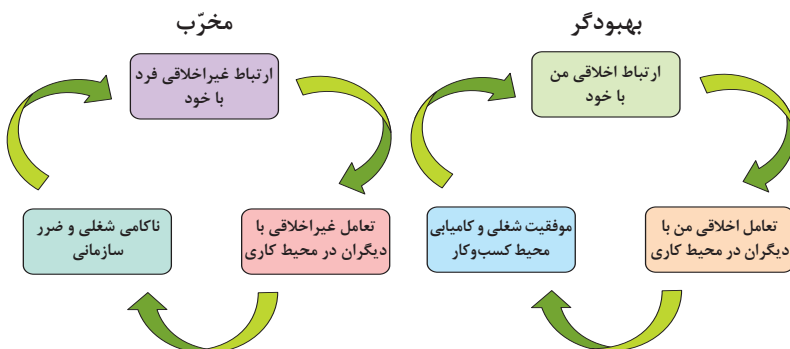 بهبودگر
ارتباط اخلاقی من
با خود
تعامل اخلاقی من با
دیگران در محیط کاری
موفقیت شغلی و کامیابی
محیط کسب‌وکار
مخرّب
ارتباط غیراخلاقی فرد
با خود
تعامل غیراخلاقی با
دیگران در محیط کاری
ناکامی شغلی و ضرر
سازمانی